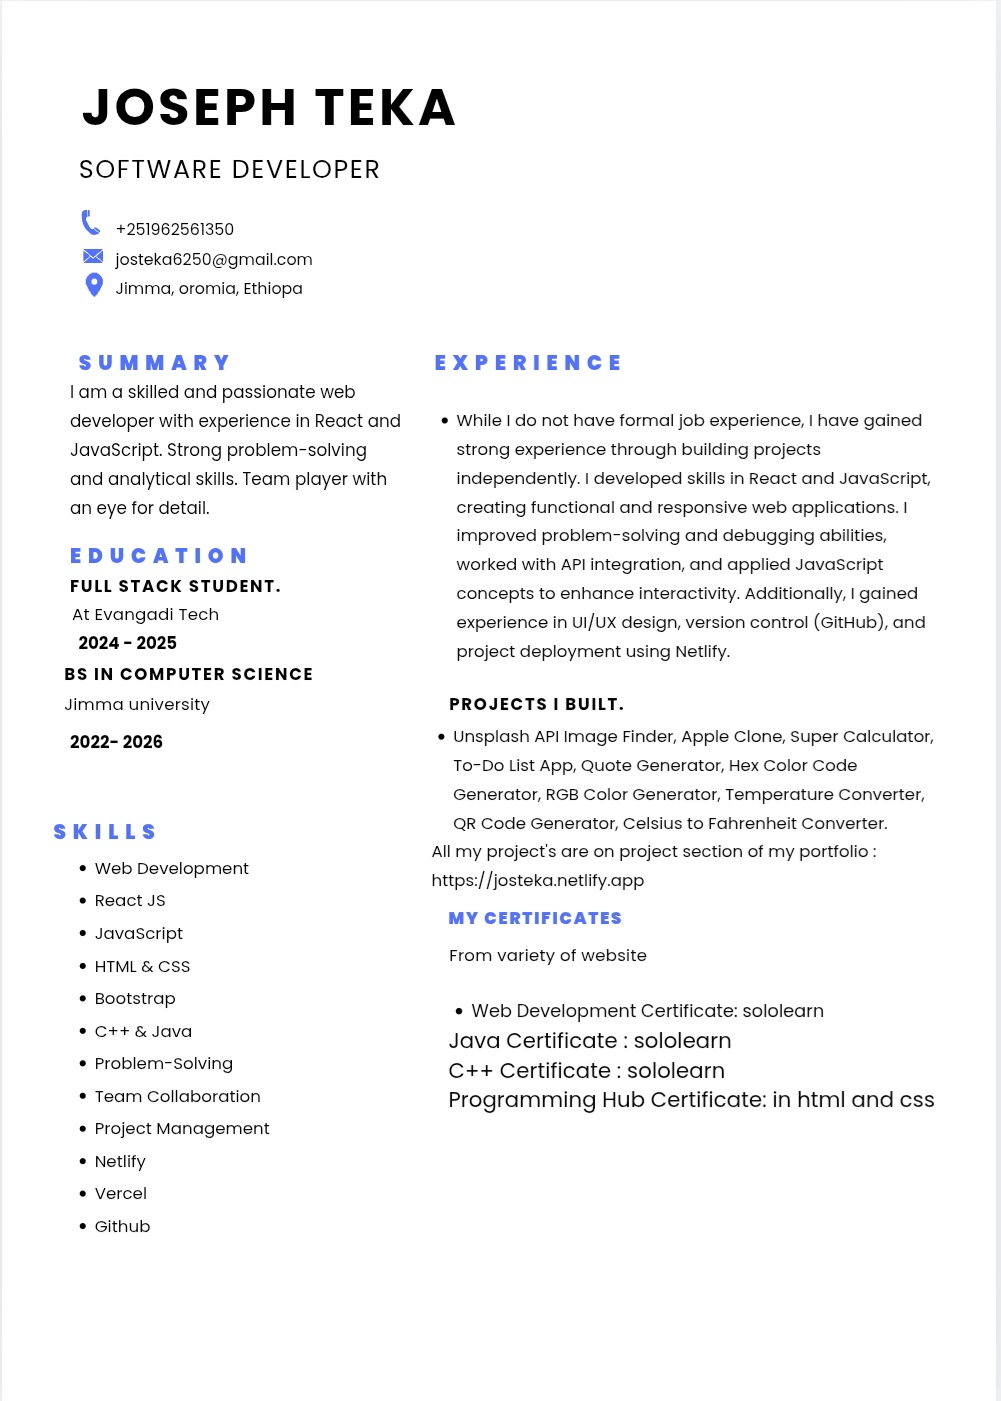 JOSEPH TEKA
SOFTWARE DEVELOPER
+251962561350
josteka6250@gmail.com
Jimma, oromia, Ethiopa
SUMMARY
I am a skilled and passionate web
developer with experience in React and
JavaScript. Strong problem-solving
and analytical skills. Team player with
an eye for detail.
EDUCATION
FULL STACK STUDENT.
At Evangadi Tech
2024 - 2025
BS IN COMPUTER SCIENCE
Jimma university
2022- 2026
SKILLS
• Web Development
• React JS
• JavaScript
• HTML & CSS
• Bootstrap
• C++ & Java
• Problem-Solving
• Team Collaboration
• Project Management
• Netlify
• Vercel
• Github
EXPERIENCE
• While I do not have formal job experience, I have gained
strong experience through building projects
independently. I developed skills in React and JavaScript,
creating functional and responsive web applications. I
improved problem-solving and debugging abilities,
worked with API integration, and applied JavaScript
concepts to enhance interactivity. Additionally, I gained
experience in UI/UX design, version control (GitHub), and
project deployment using Netlify.
PROJECTS I BUILT.
• Unsplash API Image Finder, Apple Clone, Super Calculator,
To-Do List App, Quote Generator, Hex Color Code
Generator, RGB Color Generator, Temperature Converter,
QR Code Generator, Celsius to Fahrenheit Converter.
All my project's are on project section of my portfolio :
https://josteka.netlify.app
MY CERTIFICATES
From variety of website
• Web Development Certificate: sololearn
Java Certificate : sololearn
C++ Certificate : sololearn
Programming Hub Certificate: in html and css